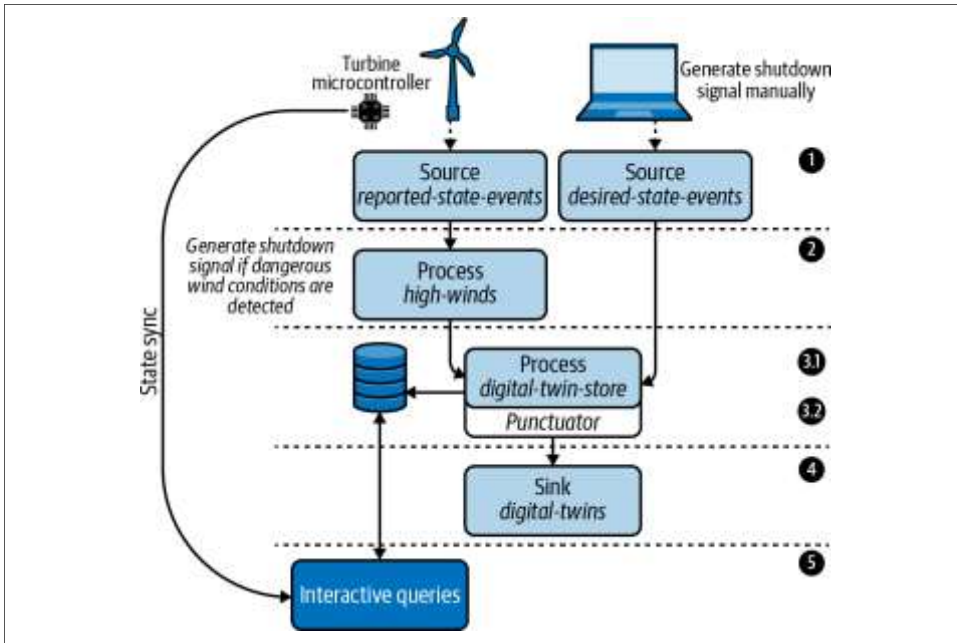 Turbine
microcontroller
Generate shutdown
signal manually
Source
reported-state-events
Source
desired-state-events
1
Generate shutdown
signal if dangerous
wind conditions are
detected
Process
high-winds
2
State sync
Process
digital-twin-store
3.1
Punctuator
3.2
Sink
digital-twins
4
Interactive queries
5